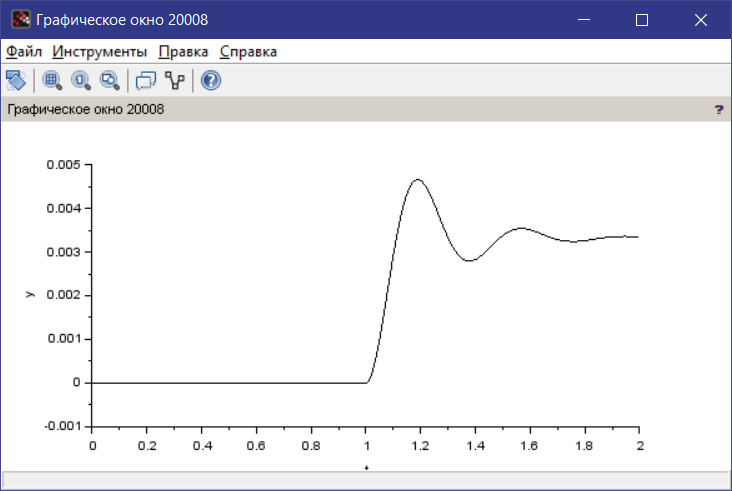 Графическое окно 20008
Файл Инструменты Правка Справка
Графическое окно 20008 ?
0.005
0.004
0.003
0.002
y
0.001
0
-0.001
0 0.2 0.4 0.6 0.8 1 1.2 1.4 1.6 1.8 2